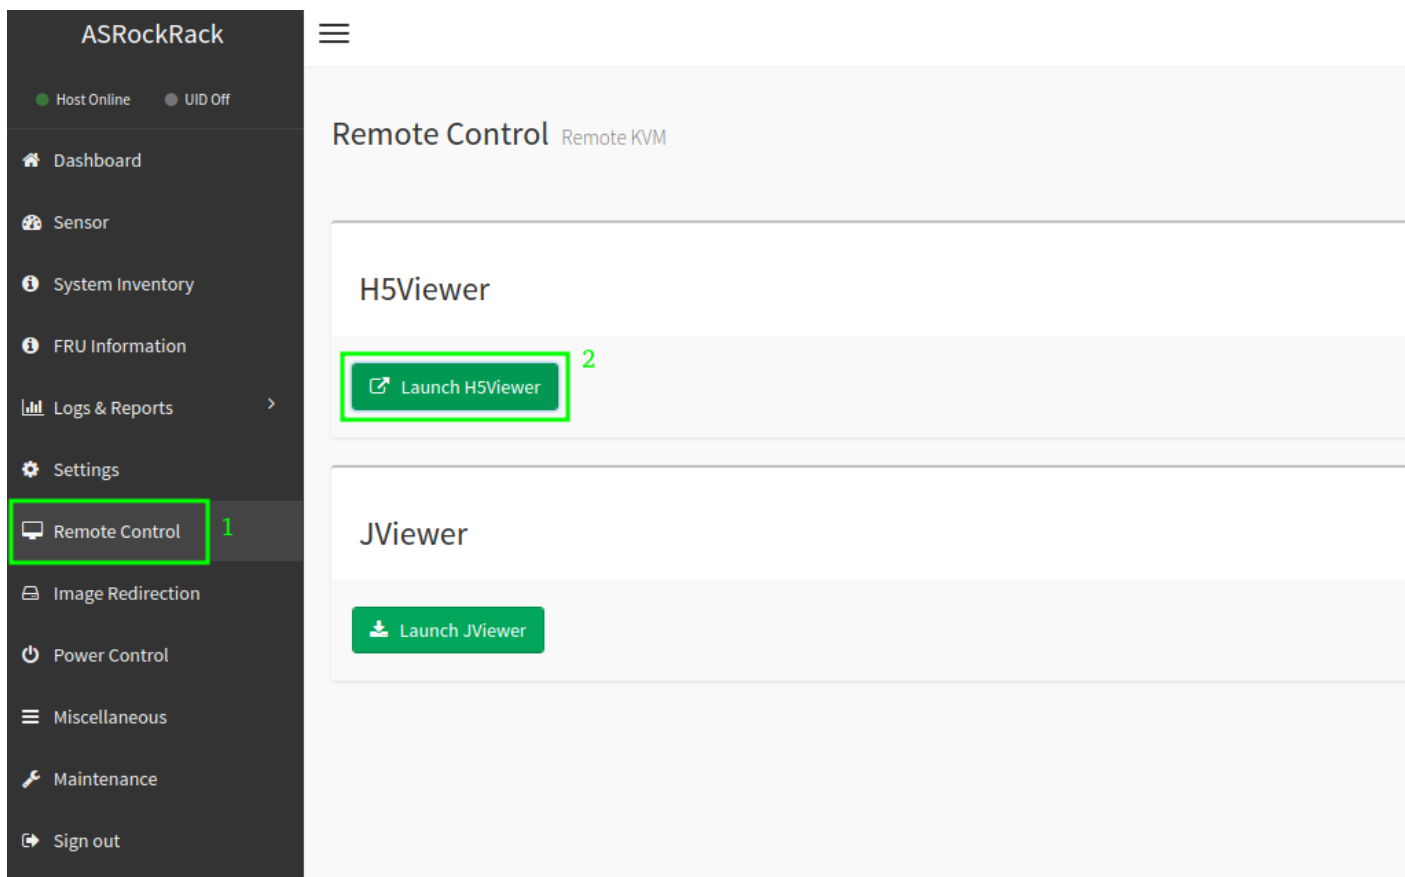 ASRockRack
Host Online UID Off
Dashboard
Sensor
System Inventory
FRU Information
Logs & Reports
Settings
Remote Control 1
Image Redirection
Power Control
Miscellaneous
Maintenance
Sign out
Remote Control Remote KVM
H5Viewer
Launch H5Viewer 2
JViewer
Launch JViewer